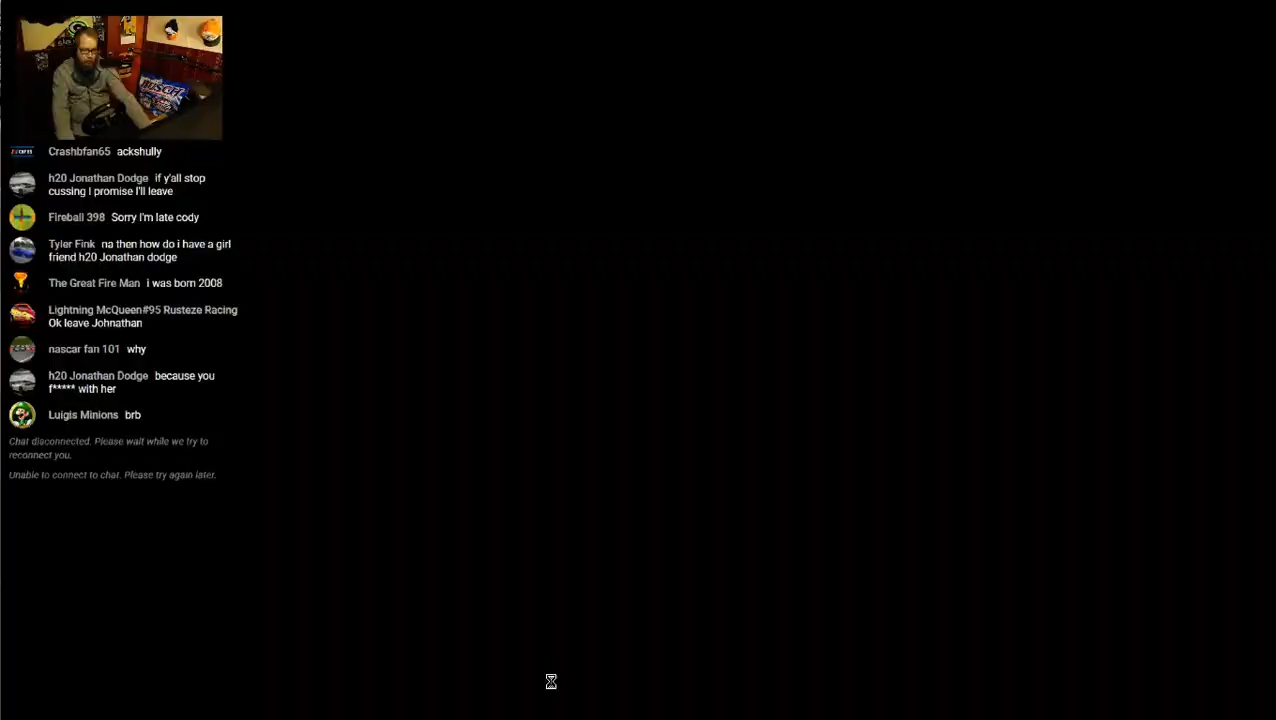 BUSCH
Crashbfan65 ackshully
h20 Jonathan Dodge if y'all stop
cussing I promise I'll leave
Fireball 398 Sorry I'm late cody
Tyler Fink na then how do i have a girl
friend h20 Jonathan dodge
The Great Fire Man i was born 2008
Lightning McQueen#95 Rusteze Racing
Ok leave Johnathan
nascar fan 101 why
h20 Jonathan Dodge because you
f***** with her
Luigis Minions brb
Chat disconnected. Please wait while we try to
reconnect you.
Unable to connect to chat. Please try again later.